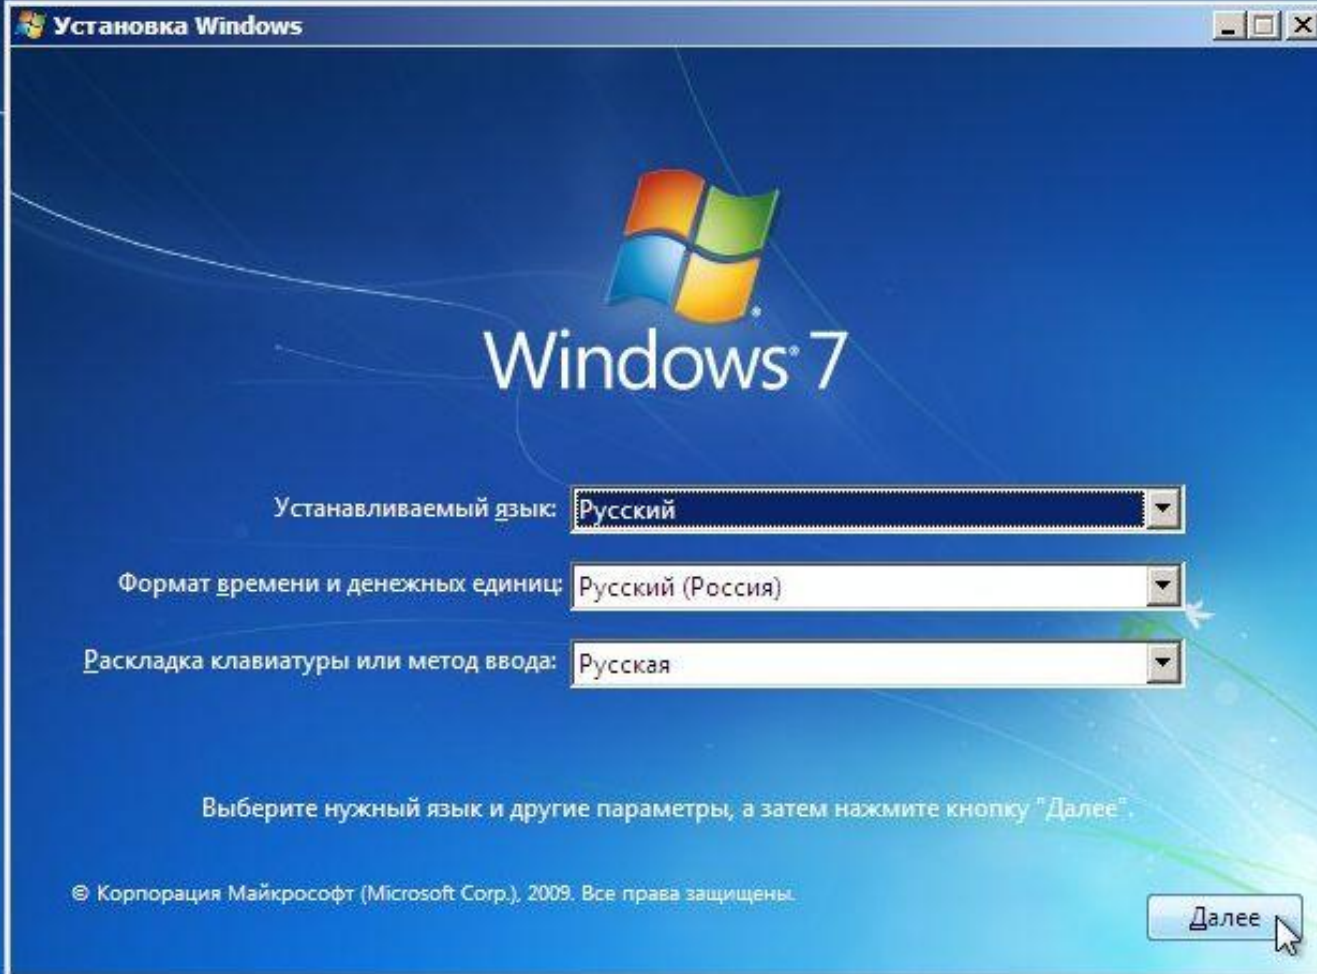 Установка Windows
Windows® 7
Устанавливаемый язык: Русский
Формат времени и денежных единиц: Русский (Россия)
Раскладка клавиатуры или метод ввода: Русская
Выберите нужный язык и другие параметры, а затем нажмите кнопку "Далее".
© Корпорация Майкрософт (Microsoft Corp.), 2009. Все права защищены.
Далее